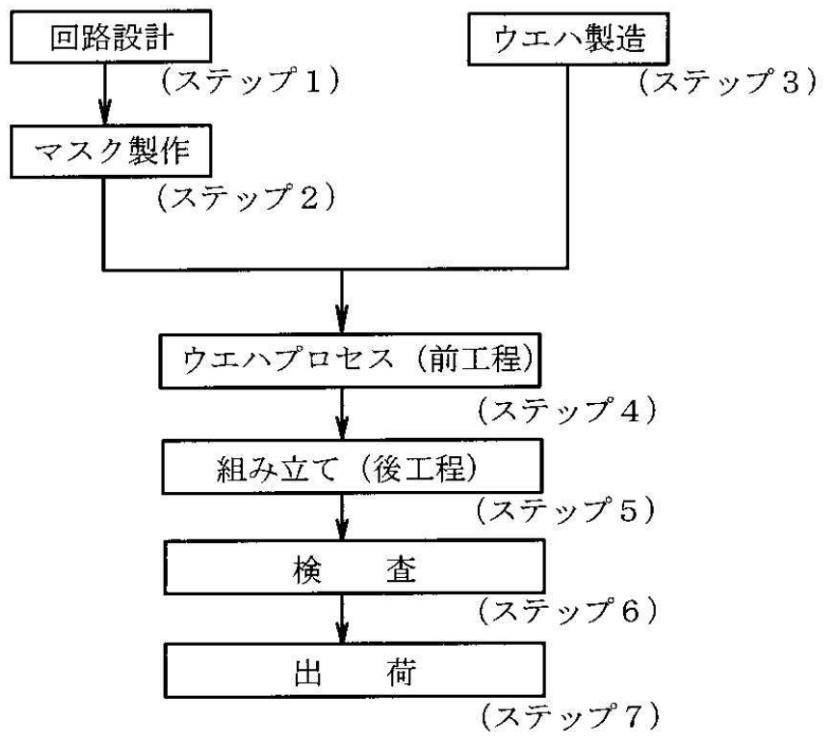 回路設計
(ステップ1)
ウエハ製造
(ステップ3)
マスク製作
(ステップ2)
ウエハプロセス (前工程)
(ステップ4)
組み立て (後工程)
(ステップ5)
検　査
(ステップ6)
出　荷
(ステップ7)